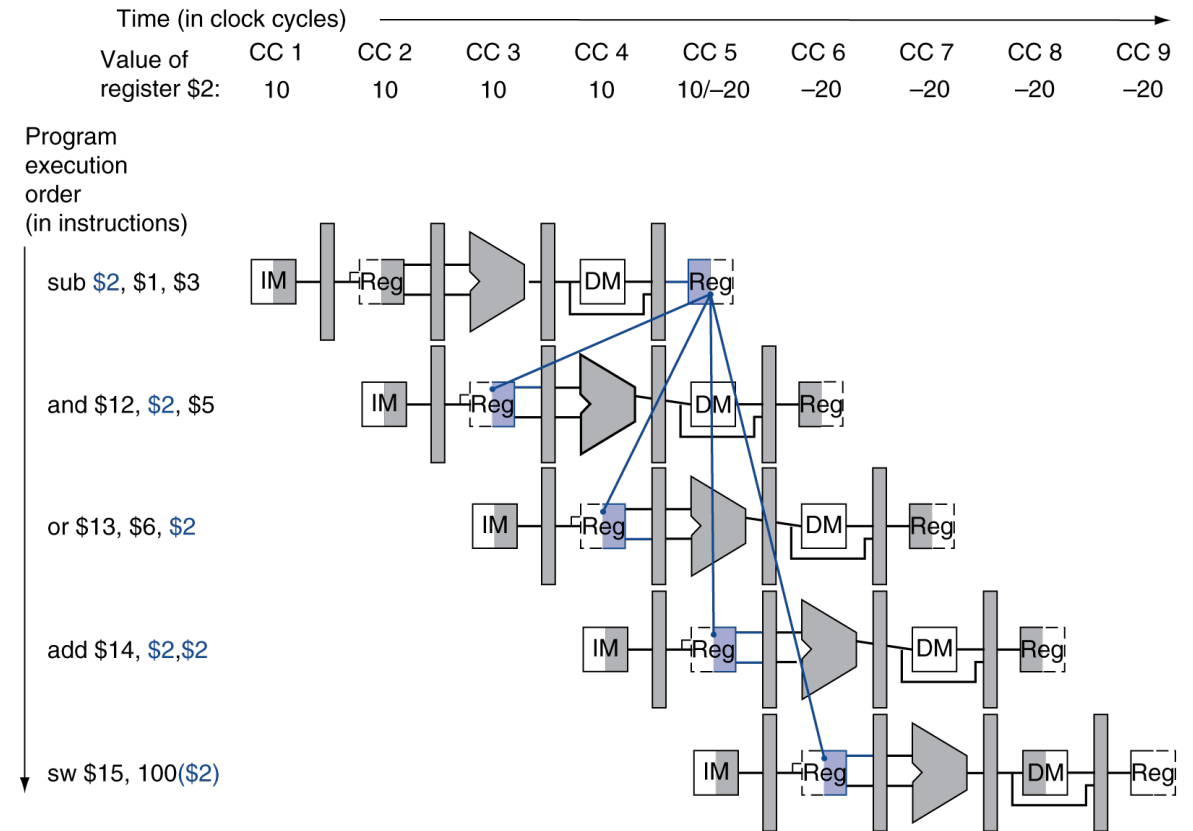 Time (in clock cycles)
Value of register $2:
CC 1 CC 2 CC 3 CC 4 CC 5 CC 6 CC 7 CC 8 CC 9
10 10 10 10 10/–20 –20 –20 –20 –20
Program
execution
order
(in instructions)
sub $2, $1, $3
IM Reg DM Reg
and $12, $2, $5
IM Reg DM Reg
or $13, $6, $2
IM Reg DM Reg
add $14, $2,$2
IM Reg DM Reg
sw $15, 100($2)
IM Reg DM Reg